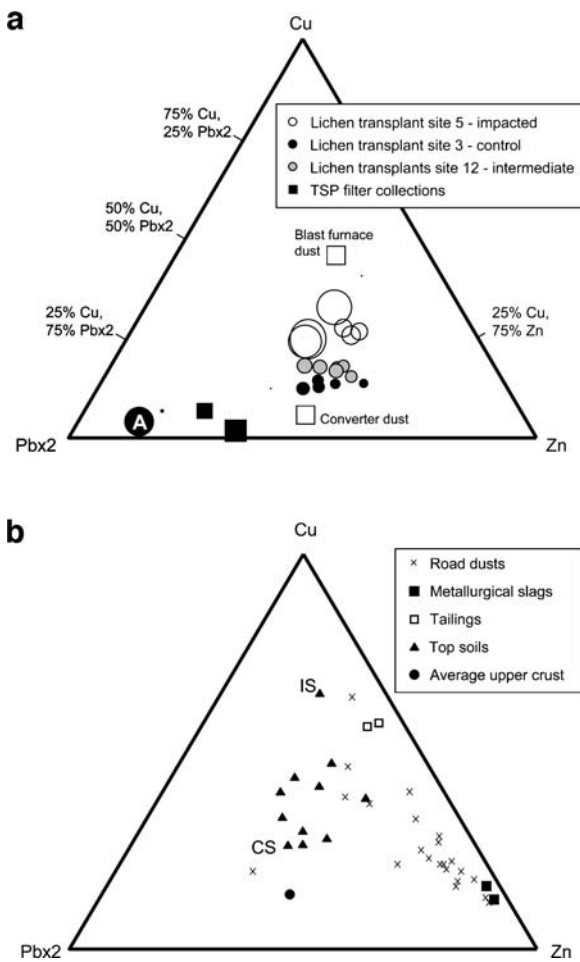 a
Cu
75% Cu,
25% Pbx2
Lichen transplant site 5 - impacted
Lichen transplant site 3 - control
Lichen transplants site 12 - intermediate
TSP filter collections
50% Cu,
50% Pbx2
Blast furnace
dust
25% Cu,
75% Pbx2
25% Cu,
75% Zn
A
Converter dust
Pbx2
Zn
b
Cu
Road dusts
Metallurgical slags
Tailings
Top soils
Average upper crust
IS
CS
Pbx2
Zn